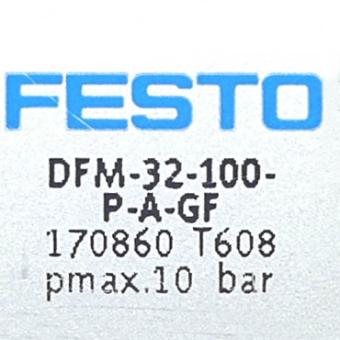 FESTO
DFM-32-100-
P-A-GF
170860 T608
pmax.10 bar